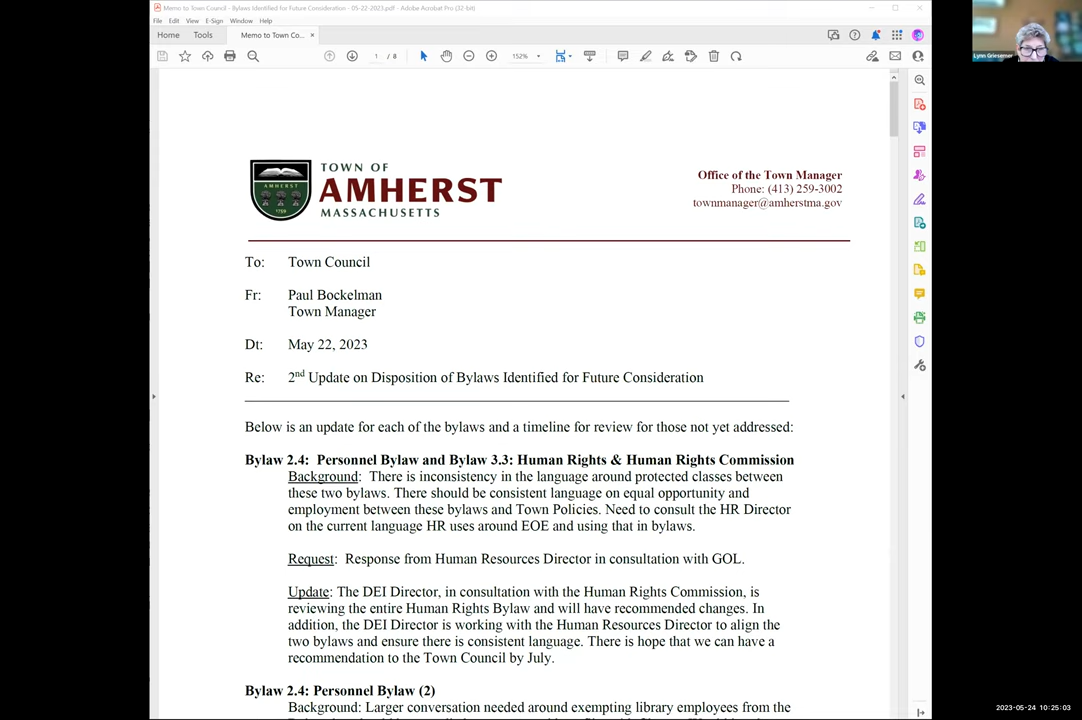 Memo to Town Council - Bylaws Identified for Future Consideration - 05-22-2023.pdf - Adobe Acrobat Pro (32-bit)
File Edit View E-Sign Window Help
Home Tools Memo to Town Co... ×
1 / 8 152%
Lynn Griesemer
TOWN OF
AMHERST
MASSACHUSETTS
AMHERST
1759
Office of the Town Manager
Phone: (413) 259-3002
townmanager@amherstma.gov
To: Town Council
Fr: Paul Bockelman
Town Manager
Dt: May 22, 2023
Re: 2nd Update on Disposition of Bylaws Identified for Future Consideration
Below is an update for each of the bylaws and a timeline for review for those not yet addressed:
Bylaw 2.4: Personnel Bylaw and Bylaw 3.3: Human Rights & Human Rights Commission
Background: There is inconsistency in the language around protected classes between
these two bylaws. There should be consistent language on equal opportunity and
employment between these bylaws and Town Policies. Need to consult the HR Director
on the current language HR uses around EOE and using that in bylaws.
Request: Response from Human Resources Director in consultation with GOL.
Update: The DEI Director, in consultation with the Human Rights Commission, is
reviewing the entire Human Rights Bylaw and will have recommended changes. In
addition, the DEI Director is working with the Human Resources Director to align the
two bylaws and ensure there is consistent language. There is hope that we can have a
recommendation to the Town Council by July.
Bylaw 2.4: Personnel Bylaw (2)
Background: Larger conversation needed around exempting library employees from the
2023-05-24 10:25:03